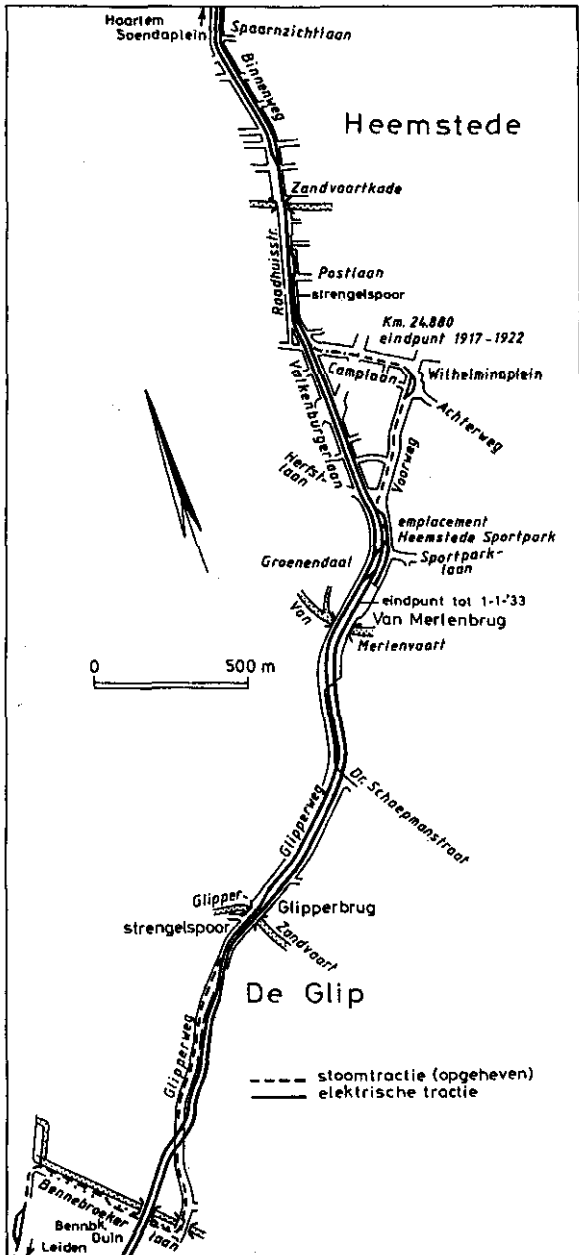 Haarlem
Soendaplein
Spaarnzichtlaan
Binnenweg
Heemstede
Zandvaartkade
Raadhuisstr.
Postlaan
strengelspoor
Km. 24.880
eindpunt 1917-1922
Camplaan
Wilhelminaplein
Valkenburgerlaan
Achterweg
Herfst-
laan
Voorweg
emplacement
Heemstede Sportpark
Groenendaal
Sportpark-
laan
eindpunt tot 1-1-'33
Van
Van Merlenbrug
Merlenvaart
0 500 m
Dr. Schaepmanstraat
Glipperweg
Glipper-
Glipperbrug
strengelspoor
Zandvaart
De Glip
Glipperweg
stoomtractie (opgeheven)
elektrische tractie
Bennebroeker
laan
Bennbk.
Duin
Leiden